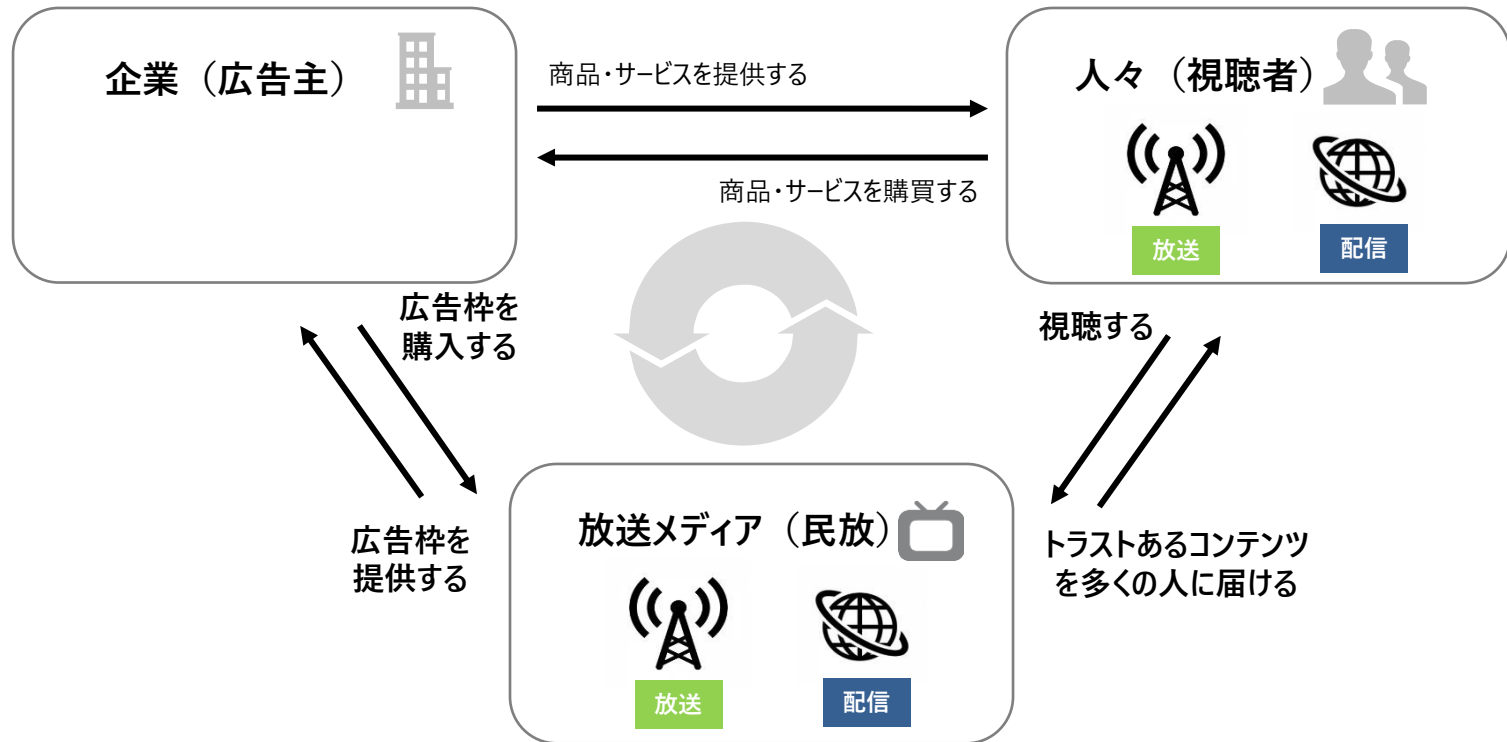 企業（広告主）
商品・サービスを提供する
人々（視聴者）
商品・サービスを購買する
放送
配信
広告枠を
購入する
視聴する
広告枠を
提供する
放送メディア（民放）
トラストあるコンテンツ
を多くの人に届ける
放送
配信